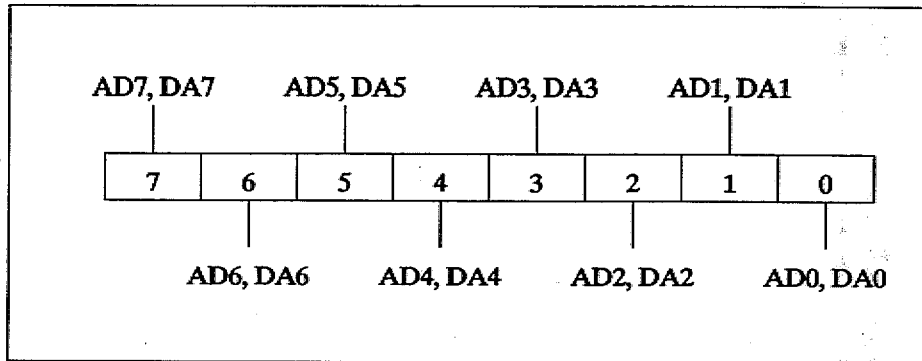 AD7, DA7 AD5, DA5 AD3, DA3 AD1, DA1
7 6 5 4 3 2 1 0
AD6, DA6 AD4, DA4 AD2, DA2 AD0, DA0